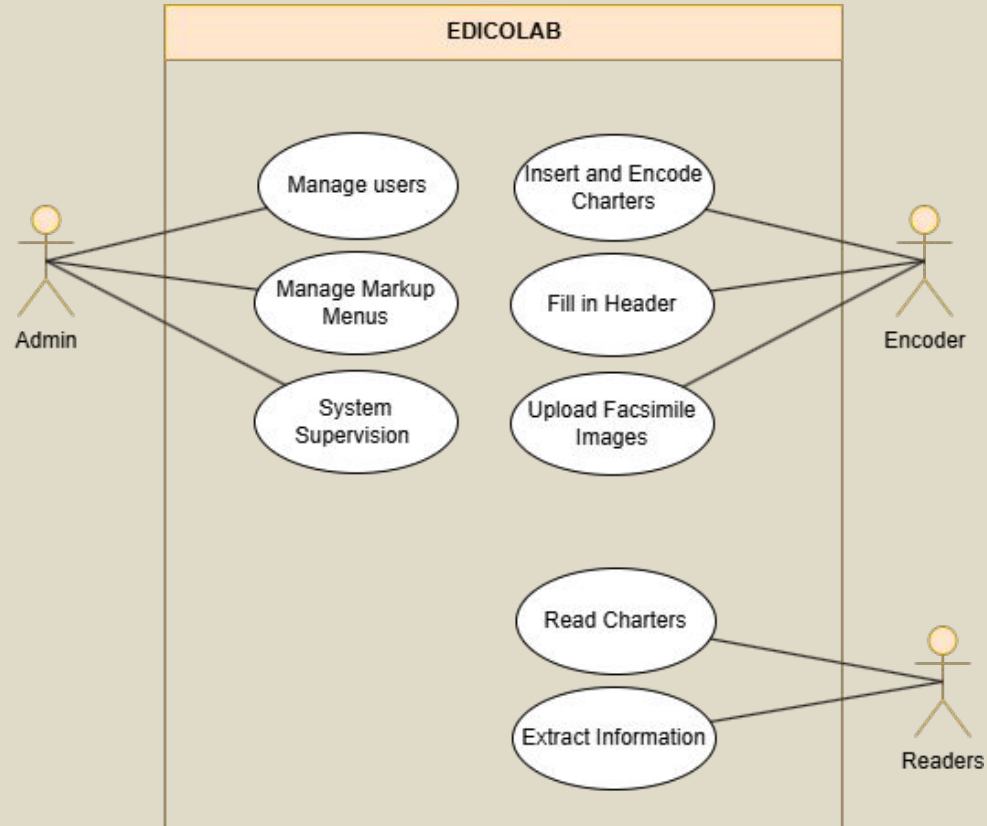 EDICOLAB
Manage users
Insert and Encode
Charters
Manage Markup
Menus
Fill in Header
Admin
Encoder
System
Supervision
Upload Facsimile
Images
Read Charters
Extract Information
Readers